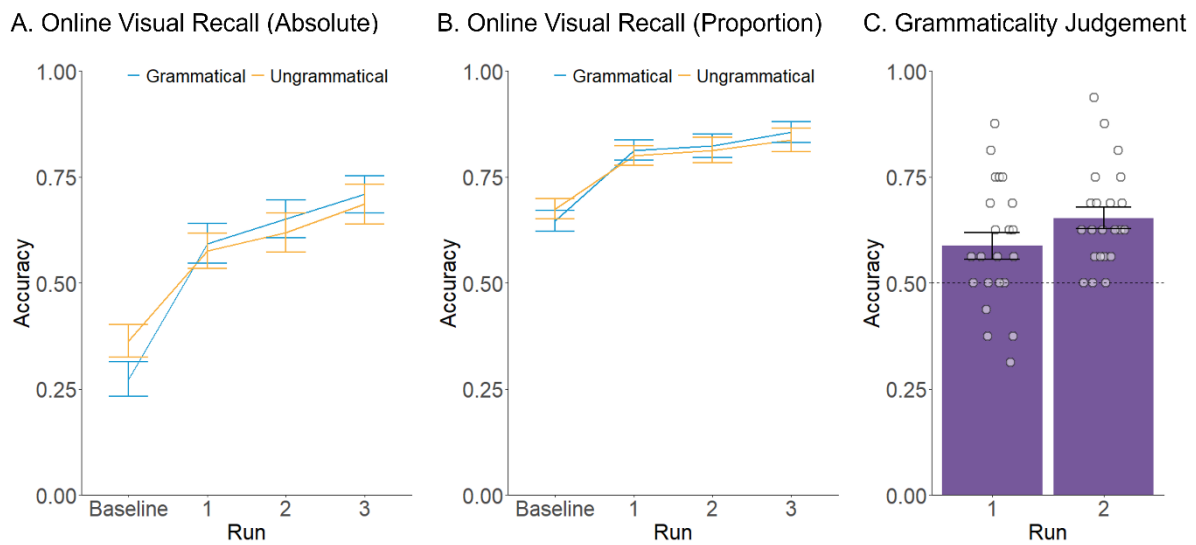 A. Online Visual Recall (Absolute)
B. Online Visual Recall (Proportion)
C. Grammaticality Judgement
Grammatical Ungrammatical
Accuracy
1.00
0.75
0.50
0.25
0.00
Baseline 1 2 3
Run
Grammatical Ungrammatical
Accuracy
1.00
0.75
0.50
0.25
0.00
Baseline 1 2 3
Run
Accuracy
1.00
0.75
0.50
0.25
0.00
1 2
Run